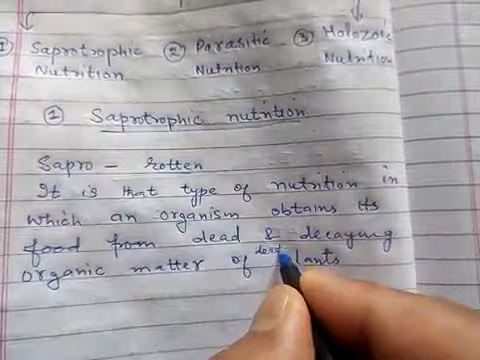 1) Saprotrophic Nutrition
② Parasitic Nutrition
③ Holozoic Nutrition
① Saprotrophic nutrition
Sapro - rotten
It is that type of nutrition in
which an organism obtains its
food from dead & decaying
organic matter of dead plants